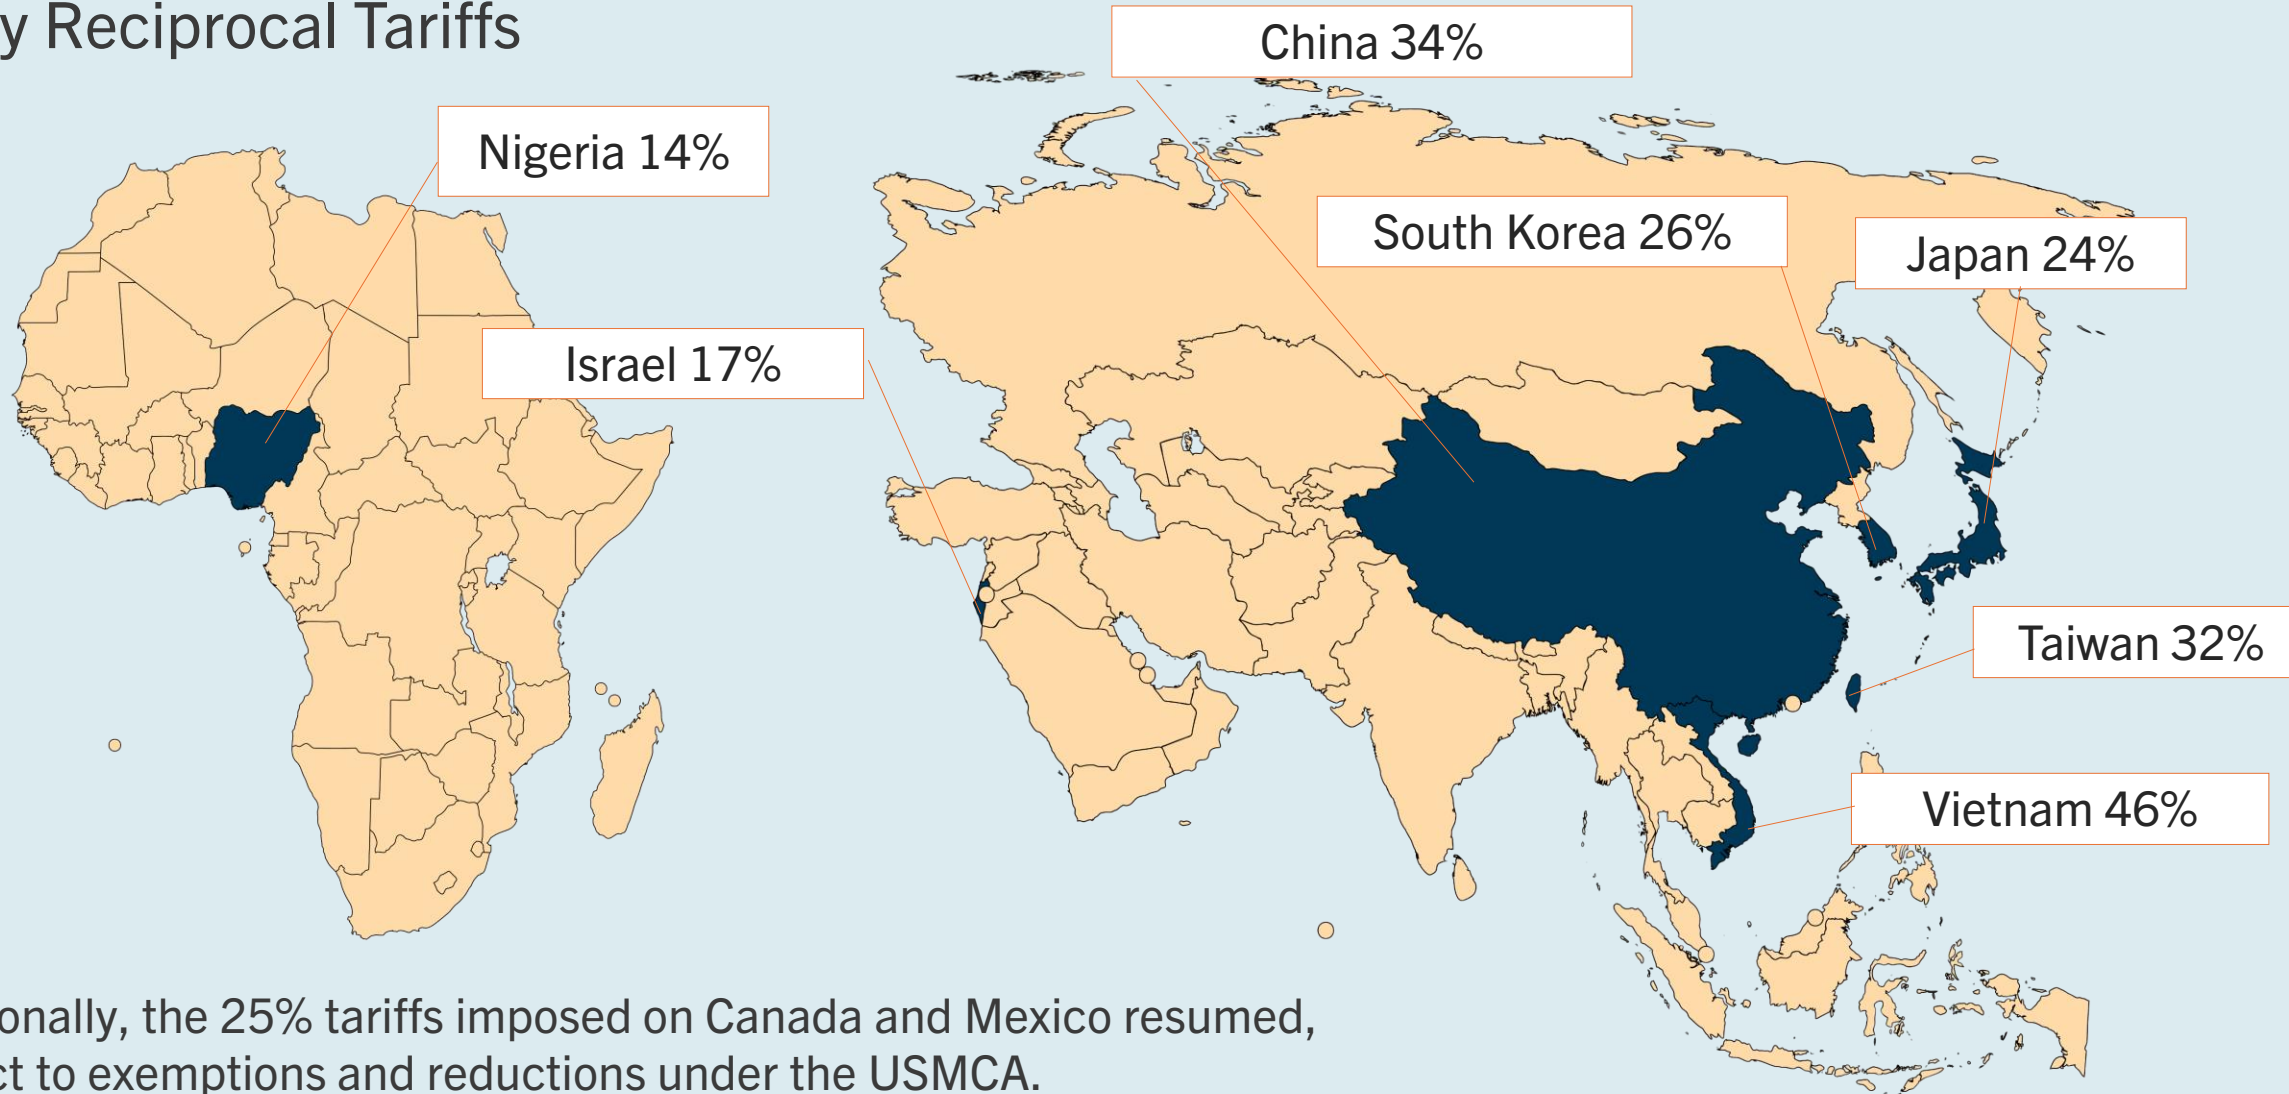 y Reciprocal Tariffs
China 34%
Nigeria 14%
South Korea 26%
Japan 24%
Israel 17%
Taiwan 32%
Vietnam 46%
onally, the 25% tariffs imposed on Canada and Mexico resumed,
ct to exemptions and reductions under the USMCA.